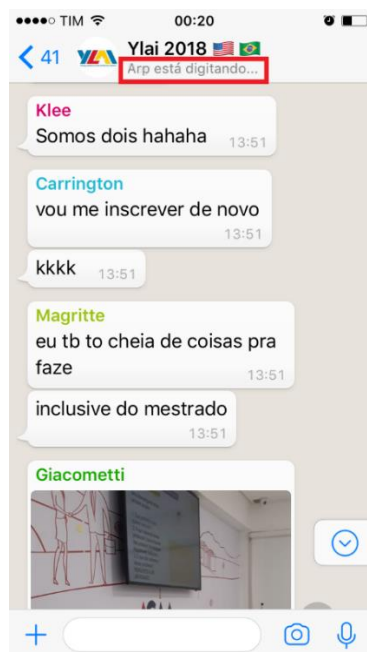 TIM 00:20
41 YLAI Ylai 2018
Arp está digitando...
Klee
Somos dois hahaha 13:51
Carrington
vou me inscrever de novo
13:51
kkkk 13:51
Magritte
eu tb to cheia de coisas pra
faze 13:51
inclusive do mestrado
13:51
Giacometti